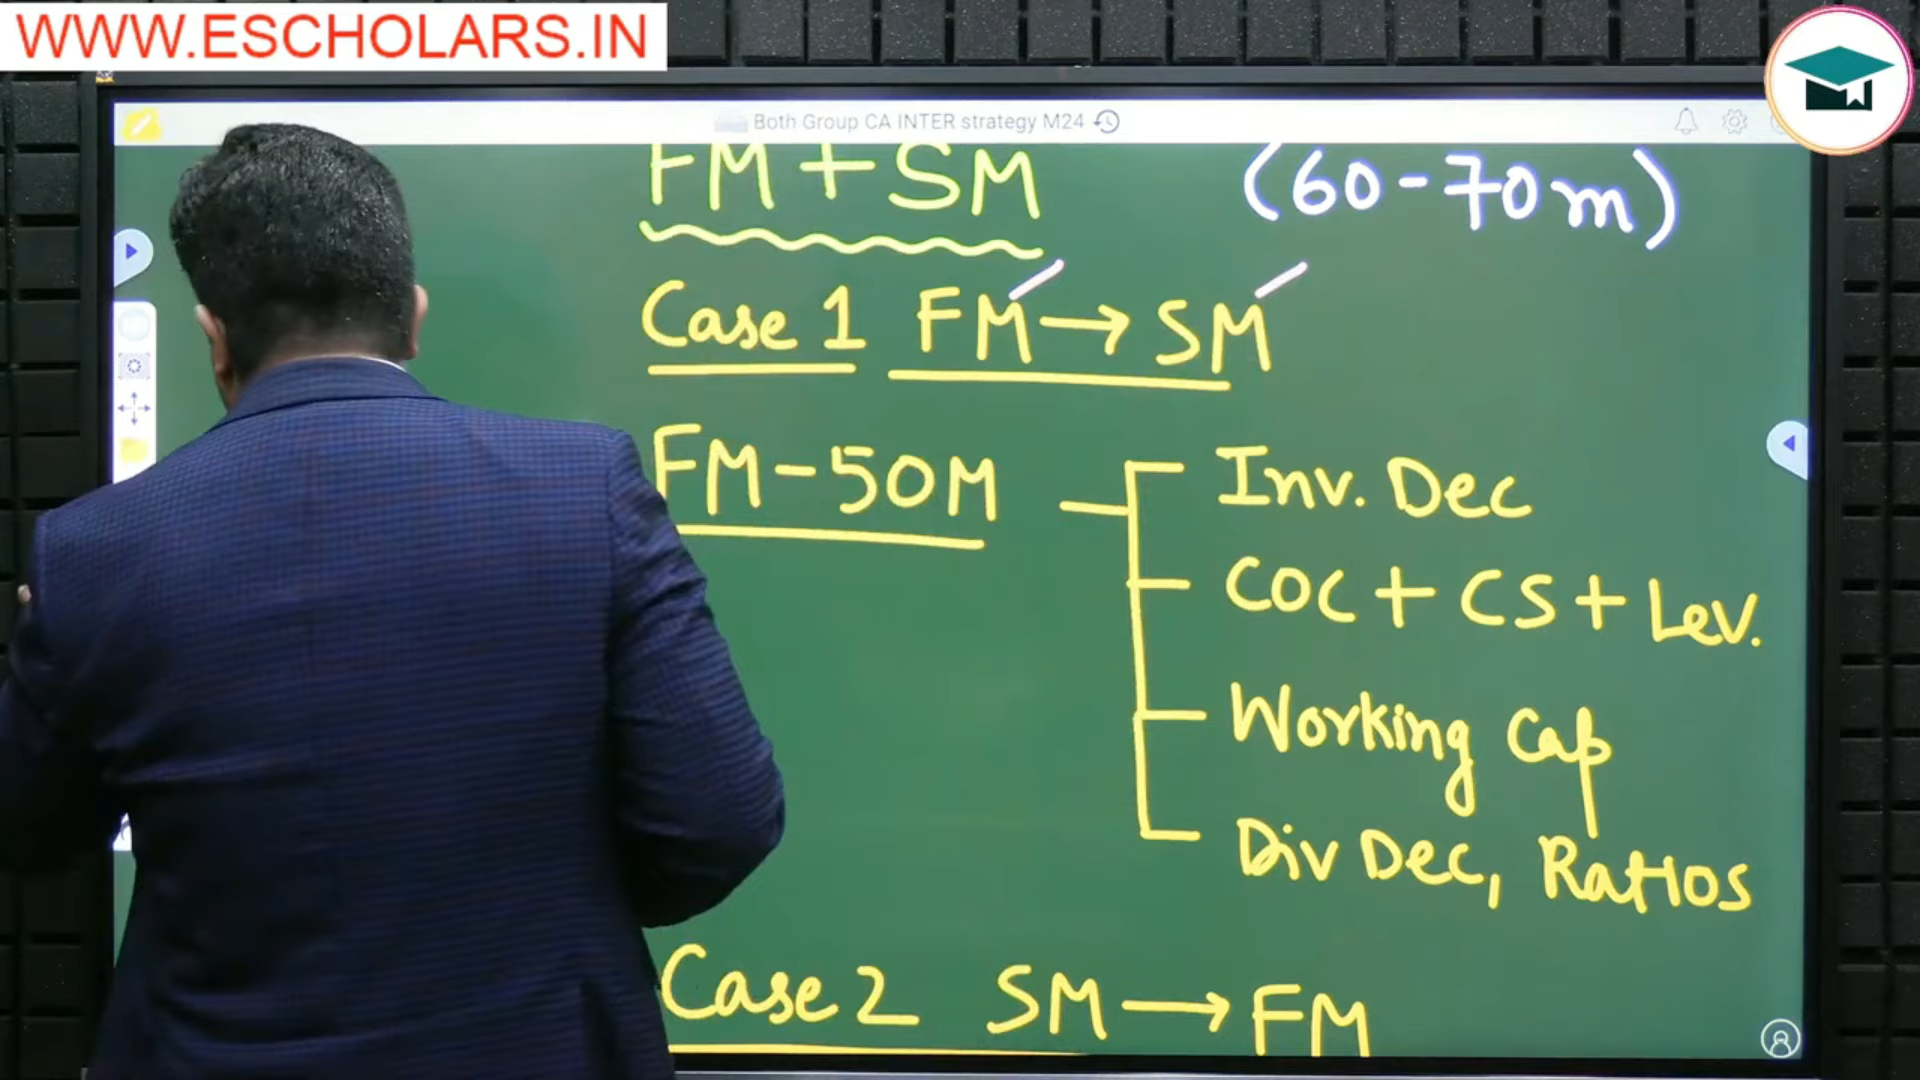 WWW.ESCHOLARS.IN
Both Group CA INTER strategy M24
FM + SM (60-70m)
Case 1 FM → SM
FM - 50M
Inv. Dec
COC + CS + Lev.
Working Cap
Div Dec, Ratios
Case 2 SM → FM